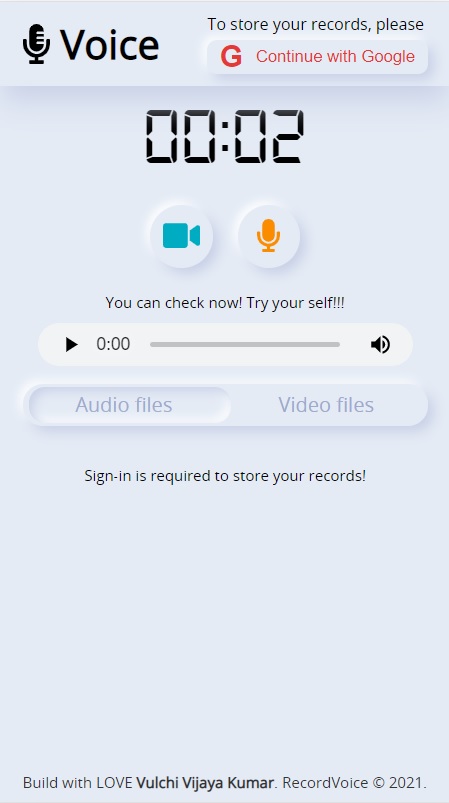 Voice
To store your records, please
G Continue with Google
00:02
You can check now! Try your self!!!
0:00
Audio files
Video files
Sign-in is required to store your records!
Build with LOVE Vulchi Vijaya Kumar. RecordVoice © 2021.